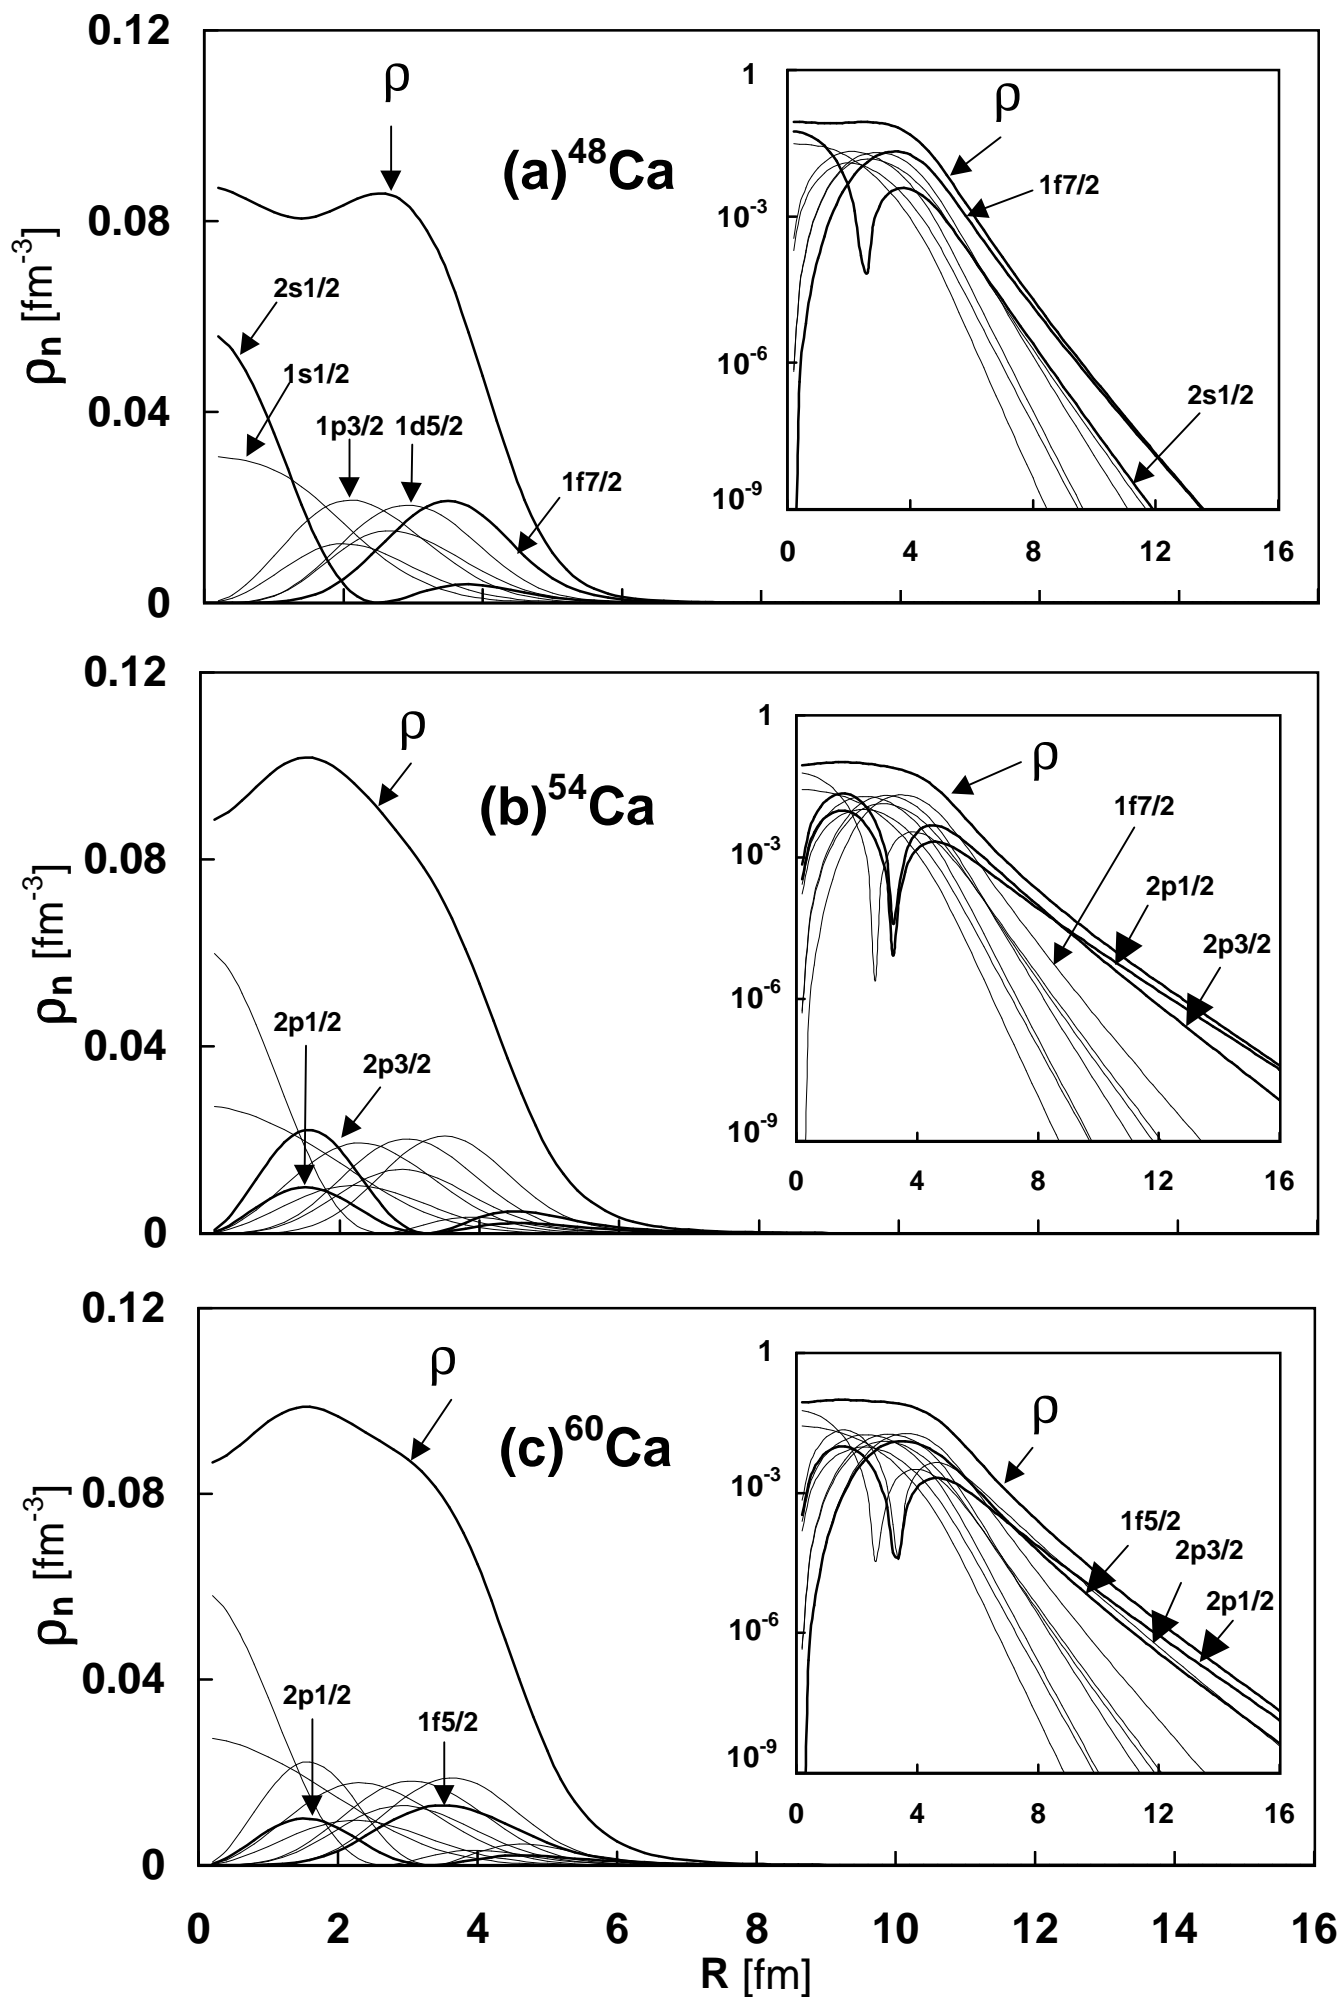 0.12
0.08
0.04
0
ρn [fm-3]
ρ
(a)48Ca
2s1/2
1s1/2
1p3/2 1d5/2
1f7/2
1
10-3
10-6
10-9
ρ
1f7/2
2s1/2
0 4 8 12 16
0.12
0.08
0.04
0
ρn [fm-3]
ρ
(b)54Ca
2p1/2
2p3/2
1
10-3
10-6
10-9
ρ
1f7/2
2p1/2
2p3/2
0 4 8 12 16
0.12
0.08
0.04
0
ρn [fm-3]
ρ
(c)60Ca
2p1/2
1f5/2
1
10-3
10-6
10-9
ρ
1f5/2
2p3/2
2p1/2
0 4 8 12 16
0 2 4 6 8 10 12 14 16
R [fm]